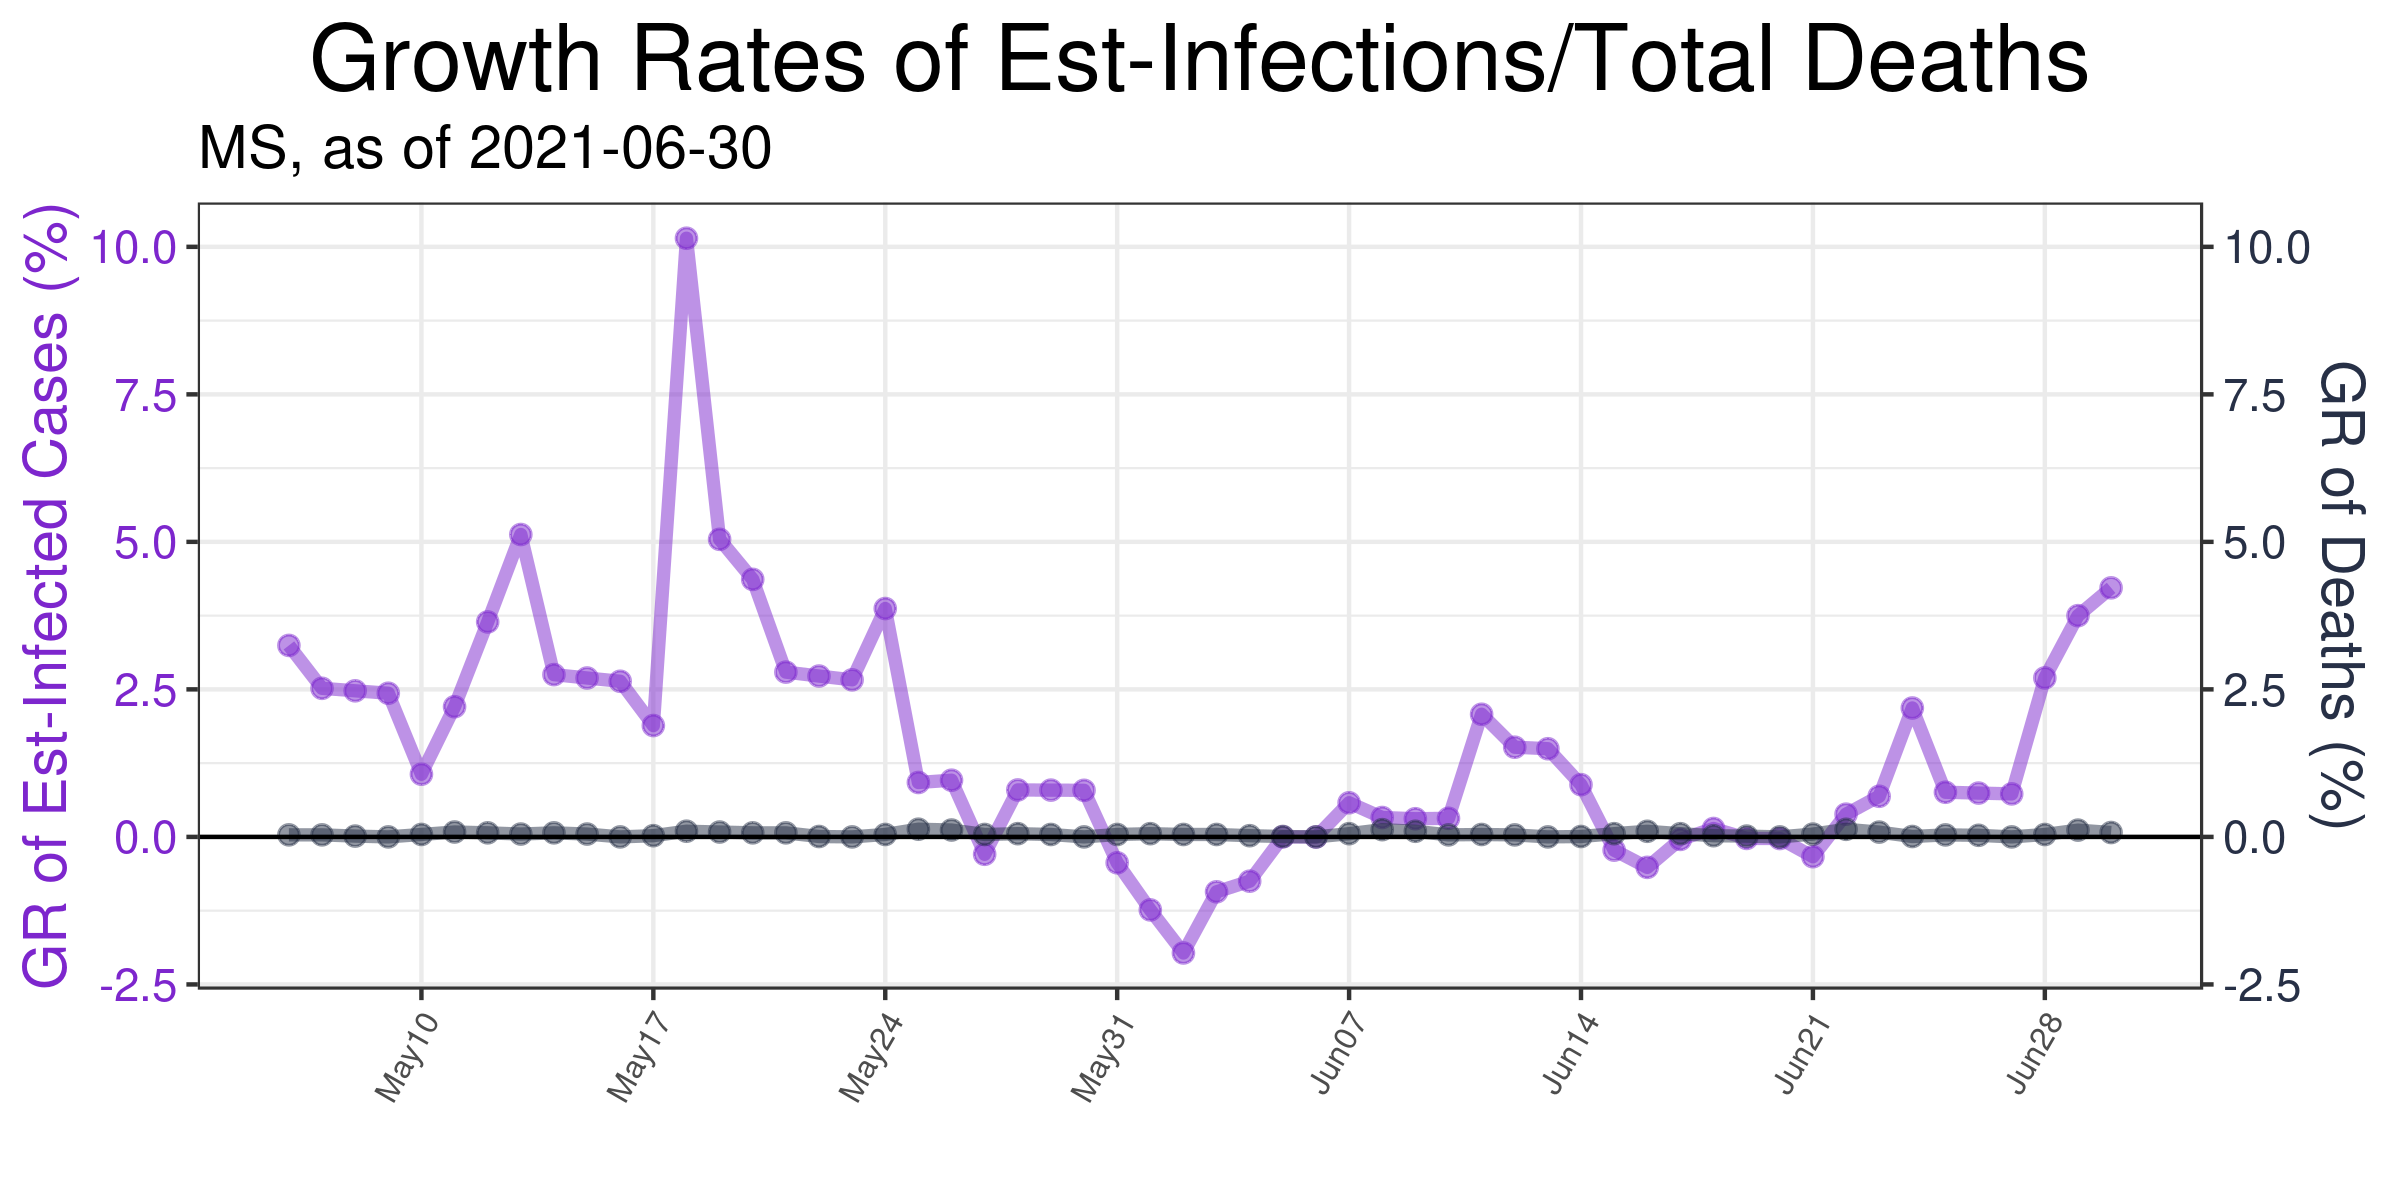 Growth Rates of Est-Infections/Total Deaths
MS, as of 2021-06-30
GR of Est-Infected Cases (%)
10.0
7.5
5.0
2.5
0.0
-2.5
10.0
7.5
5.0
2.5
0.0
-2.5
GR of Deaths (%)
May10
May17
May24
May31
Jun07
Jun14
Jun21
Jun28